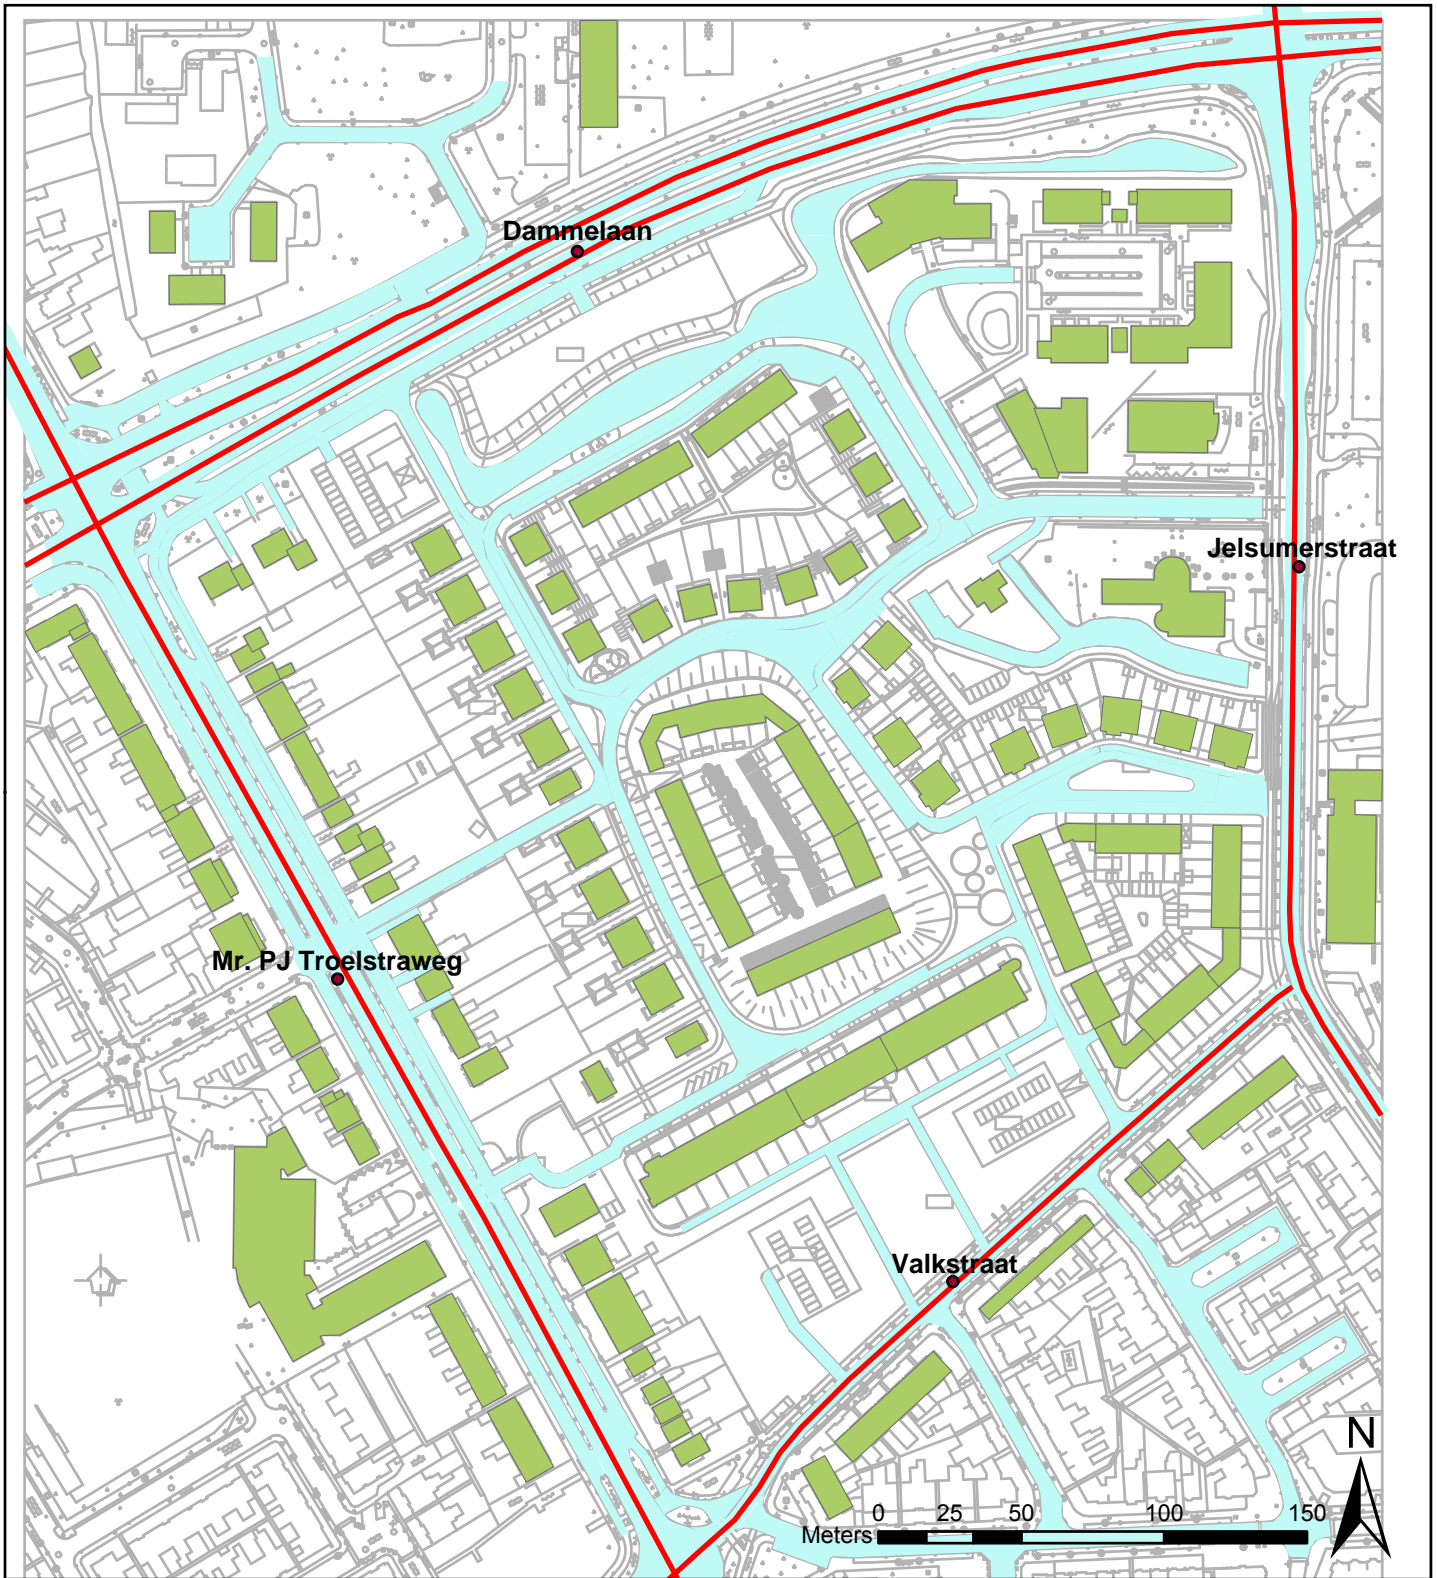 Dammelaan
Jelsumerstraat
Mr. PJ Troelstraweg
Valkstraat
N
0 25 50 100 150
Meters